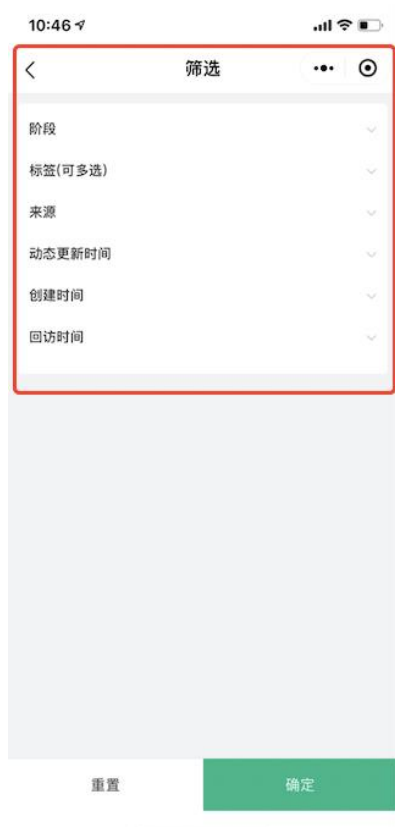 10:46
筛选
阶段
标签(可多选)
来源
动态更新时间
创建时间
回访时间
重置
确定